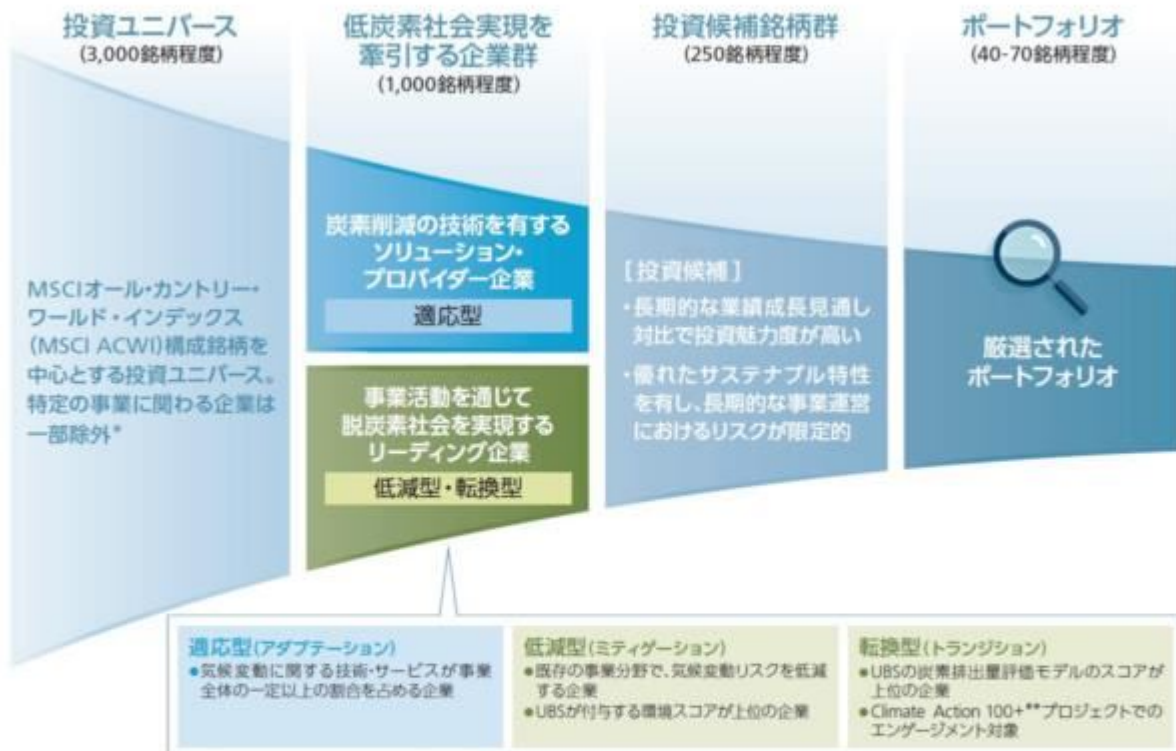 投資ユニバース
(3,000銘柄程度)
低炭素社会実現を
牽引する企業群
(1,000銘柄程度)
投資候補銘柄群
(250銘柄程度)
ポートフォリオ
(40-70銘柄程度)
MSCIオール・カントリー・
ワールド・インデックス
(MSCI ACWI)構成銘柄を
中心とする投資ユニバース。
特定の事業に関わる企業は
一部除外*
炭素削減の技術を有する
ソリューション・
プロバイダー企業
適応型
事業活動を通じて
脱炭素社会を実現する
リーディング企業
低減型・転換型
[投資候補]
・長期的な業績成長見通し
対比で投資魅力度が高い
・優れたサステナブル特性
を有し、長期的な事業運営
におけるリスクが限定的
厳選された
ポートフォリオ
適応型(アダプテーション)
●気候変動に関する技術・サービスが事業
全体の一定以上の割合を占める企業
低減型(ミティゲーション)
●既存の事業分野で、気候変動リスクを低減
する企業
●UBSが付与する環境スコアが上位の企業
転換型(トランジション)
●UBSの炭素排出量評価モデルのスコアが
上位の企業
●Climate Action 100+**プロジェクトでの
エンゲージメント対象